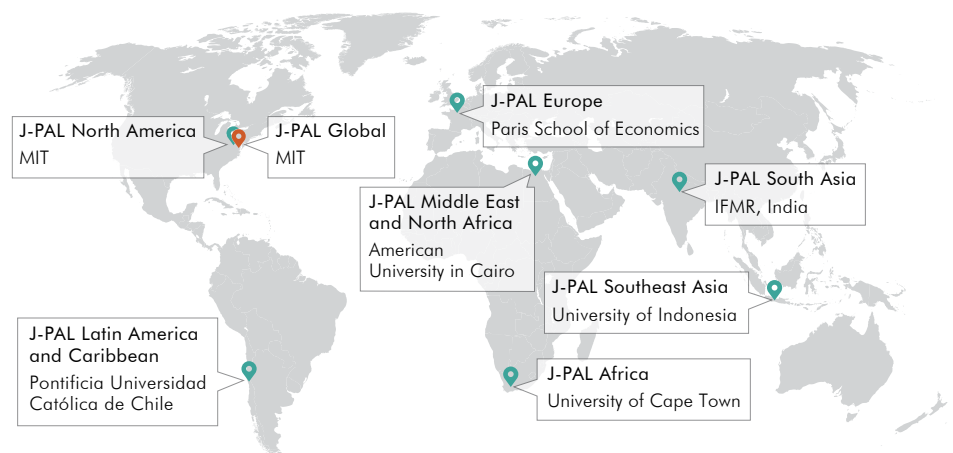 J-PAL Europe
Paris School of Economics
J-PAL North America
MIT
J-PAL Global
MIT
J-PAL South Asia
IFMR, India
J-PAL Middle East
and North Africa
American
University in Cairo
J-PAL Southeast Asia
University of Indonesia
J-PAL Latin America
and Caribbean
Pontificia Universidad
Católica de Chile
J-PAL Africa
University of Cape Town